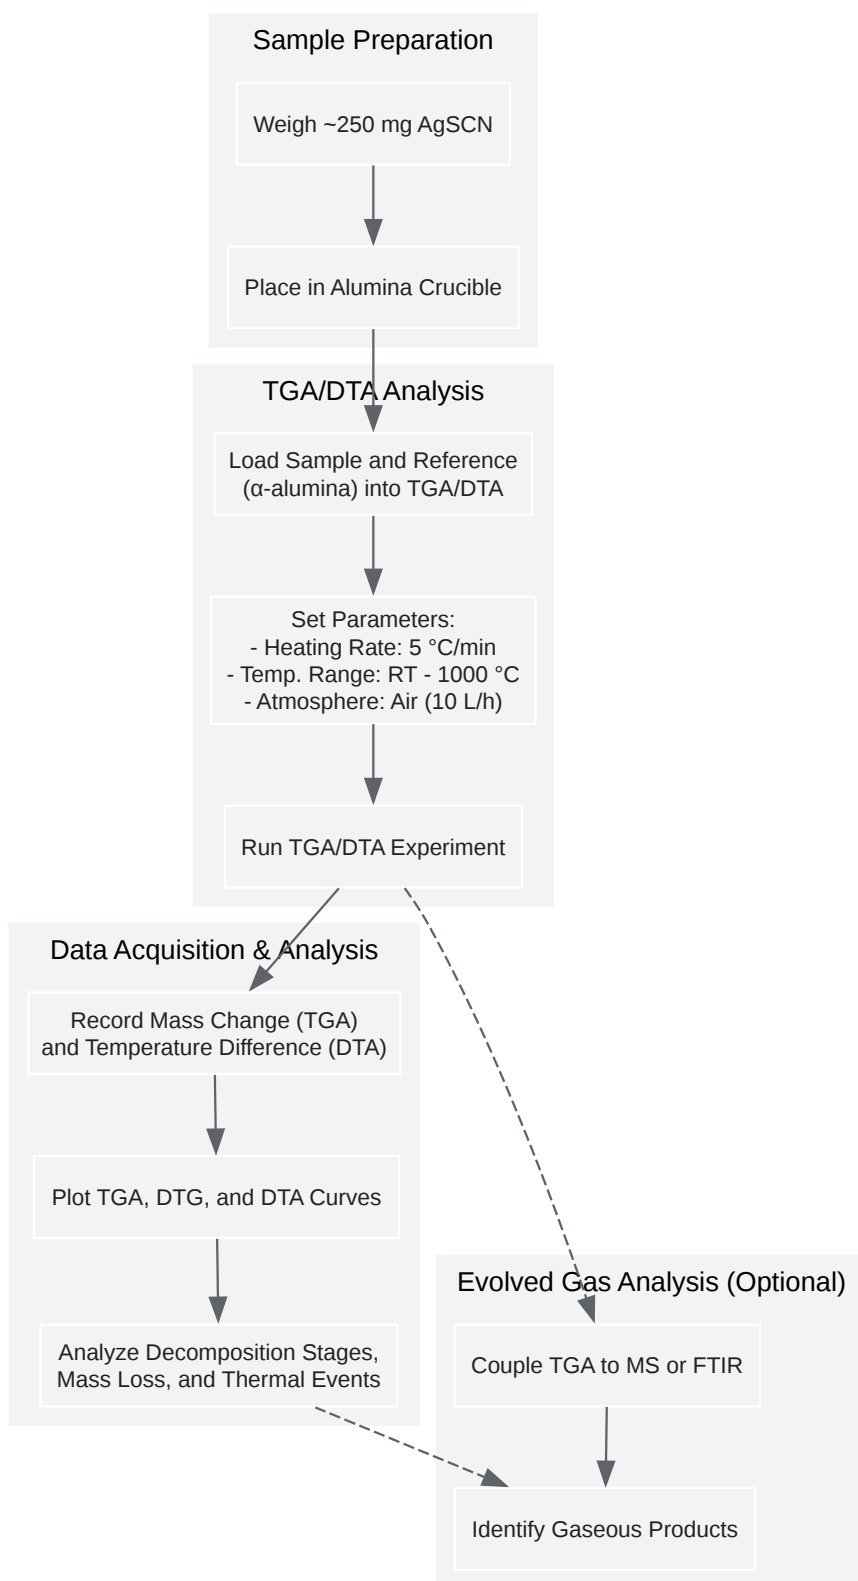 Sample Preparation
Weigh ~250 mg AgSCN
Place in Alumina Crucible
TGA/DTA Analysis
Load Sample and Reference
(α-alumina) into TGA/DTA
Set Parameters:
- Heating Rate: 5 °C/min
- Temp. Range: RT - 1000 °C
- Atmosphere: Air (10 L/h)
Run TGA/DTA Experiment
Data Acquisition & Analysis
Record Mass Change (TGA)
and Temperature Difference (DTA)
Plot TGA, DTG, and DTA Curves
Analyze Decomposition Stages,
Mass Loss, and Thermal Events
Evolved Gas Analysis (Optional)
Couple TGA to MS or FTIR
Identify Gaseous Products